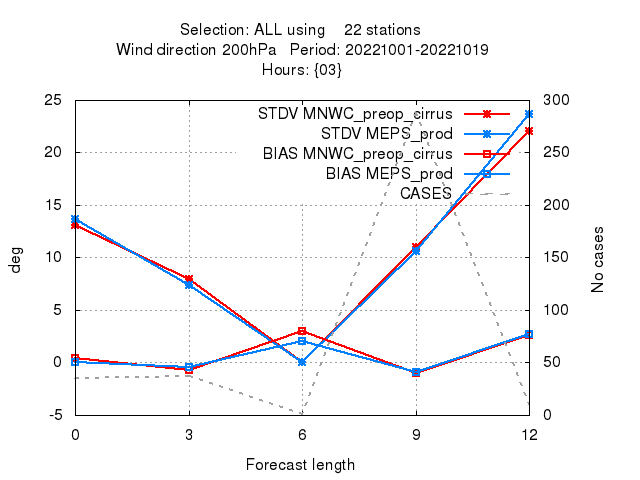 Selection: ALL using    22 stations
Wind direction 200hPa   Period: 20221001-20221019
Hours: {03}
25
20
15
10
5
0
-5
300
250
200
150
100
50
0
STDV MNWC_preop_cirrus
STDV MEPS_prod
BIAS MNWC_preop_cirrus
BIAS MEPS_prod
CASES
deg
No cases
0 3 6 9 12
Forecast length